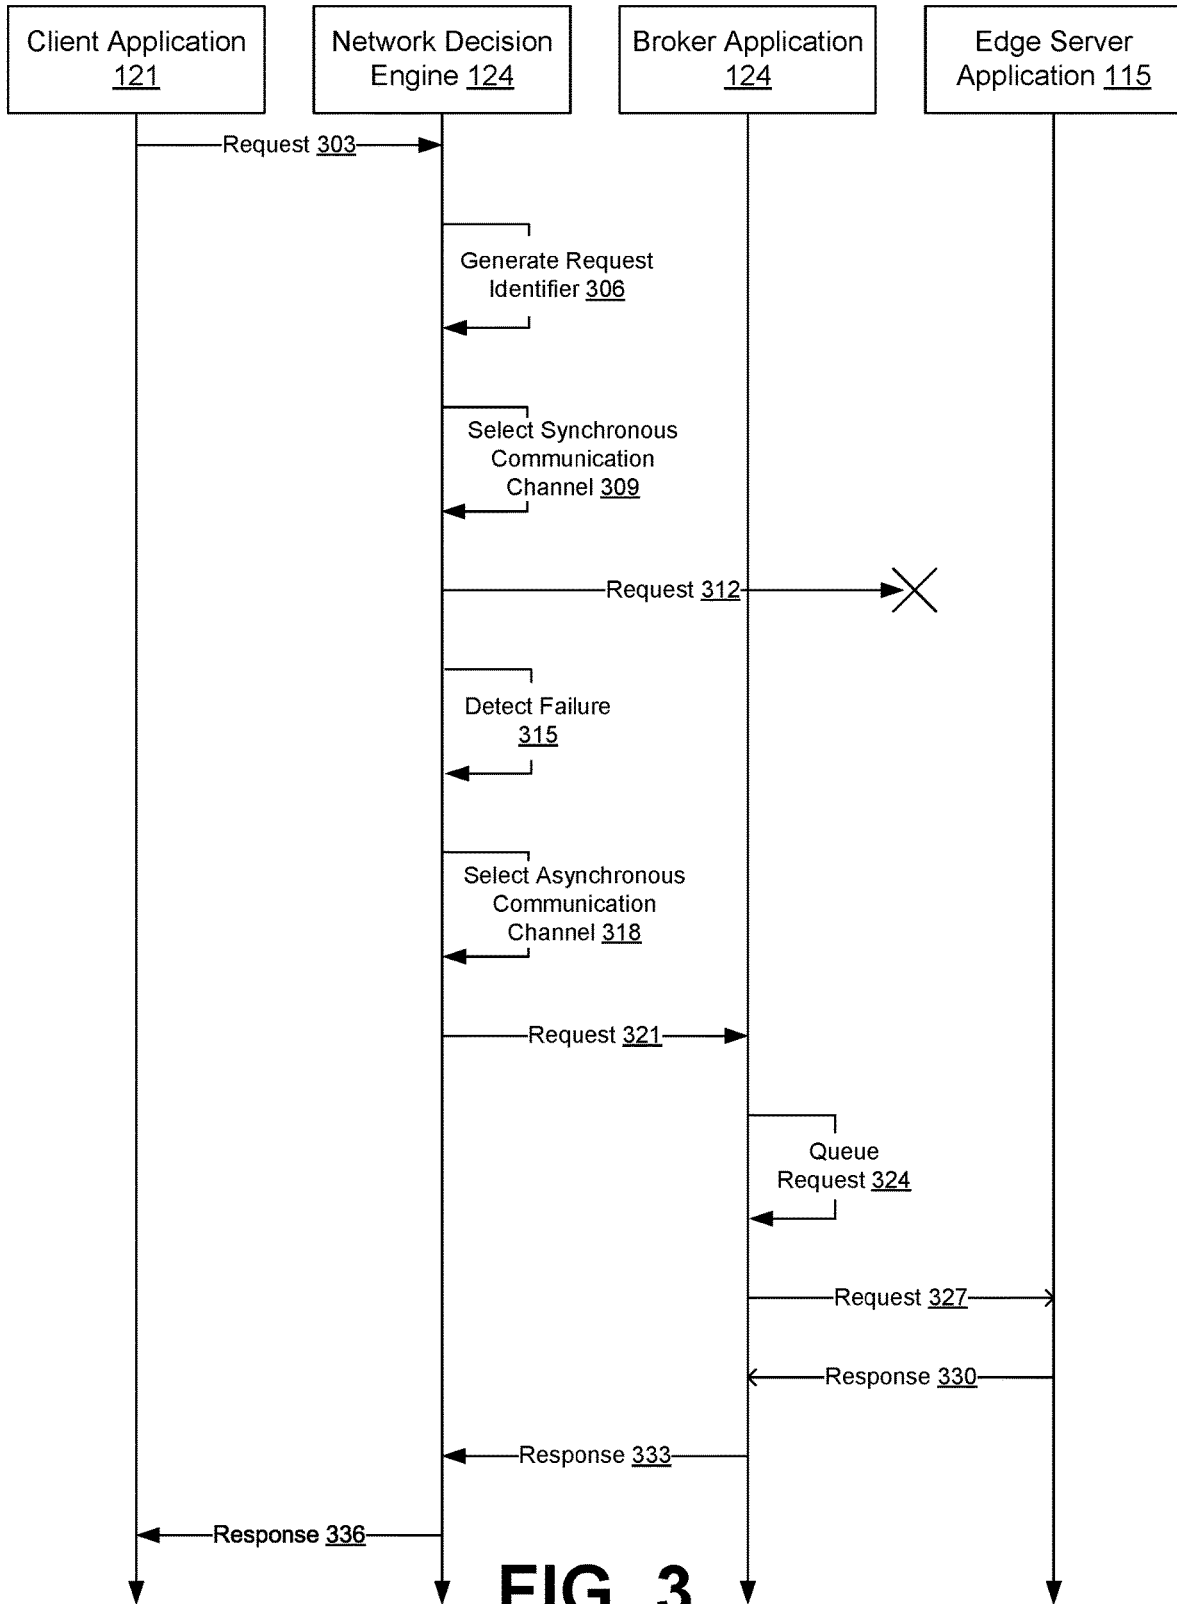 Client Application
121
Network Decision
Engine 124
Broker Application
124
Edge Server
Application 115
Request 303
Generate Request
Identifier 306
Select Synchronous
Communication
Channel 309
Request 312
Detect Failure
315
Select Asynchronous
Communication
Channel 318
Request 321
Queue
Request 324
Request 327
Response 330
Response 333
Response 336
FIG. 3